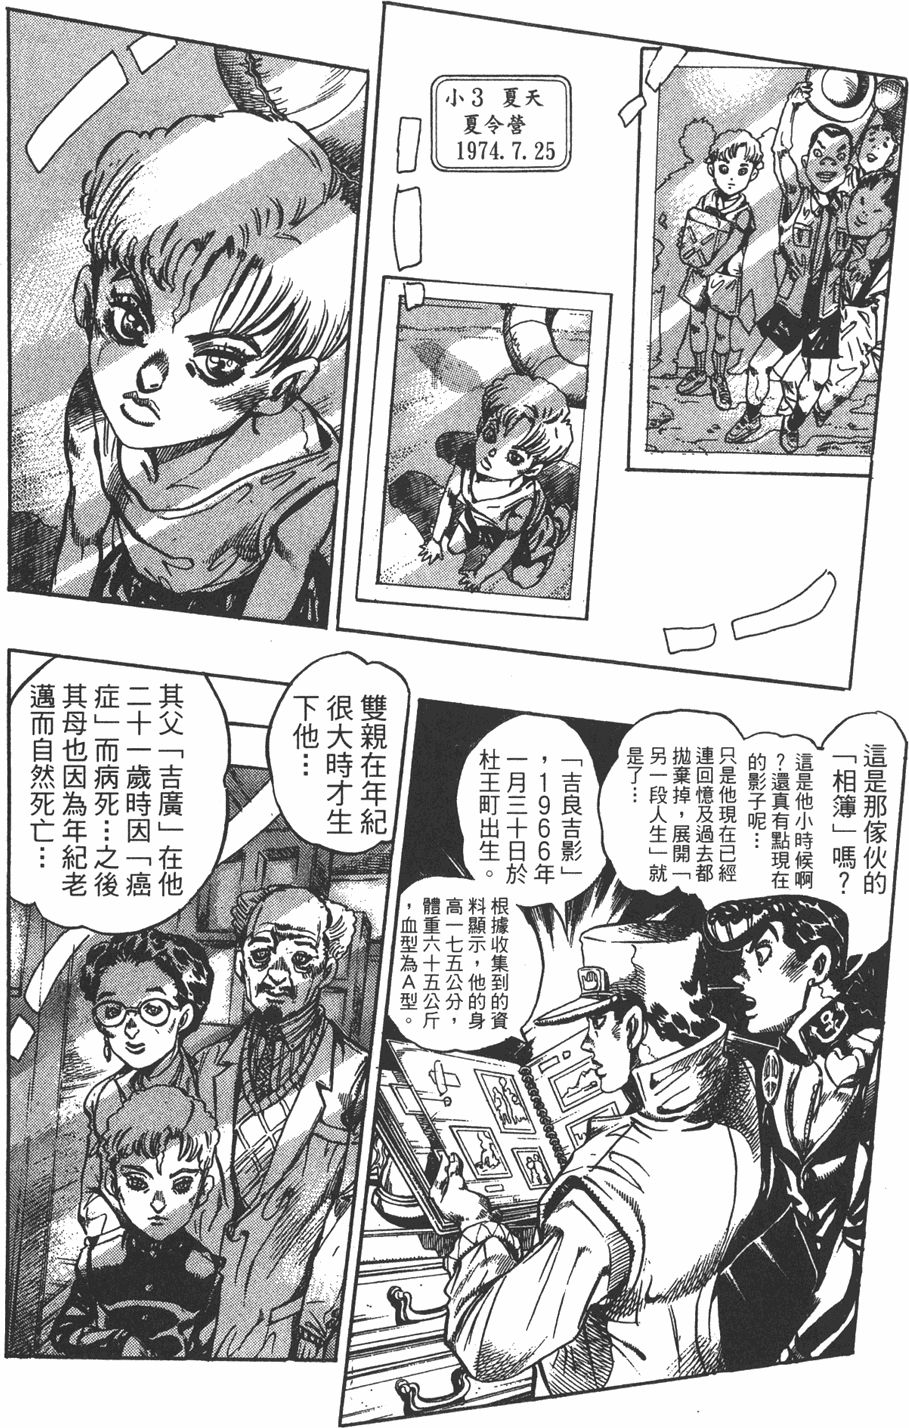 小3 夏天
夏令營
1974.7.25
這是那傢伙的
「相簿」嗎?
這是他小時候啊
?還真有點現在
的影子呢…
只是他現在已經
連回憶及過去都
拋棄掉,展開「
另一段人生」就
是了…
「吉良吉影」
,1966年
一月三十日於
杜王町出生。
根據收集到的資
料顯示,他的身
高一七五公分,
體重六十五公斤
,血型為A型。
雙親在年紀
很大時才生
下他…
其父「吉廣」在他
二十一歲時因「癌
症」而病死…之後
其母也因為年紀老
邁而自然死亡…